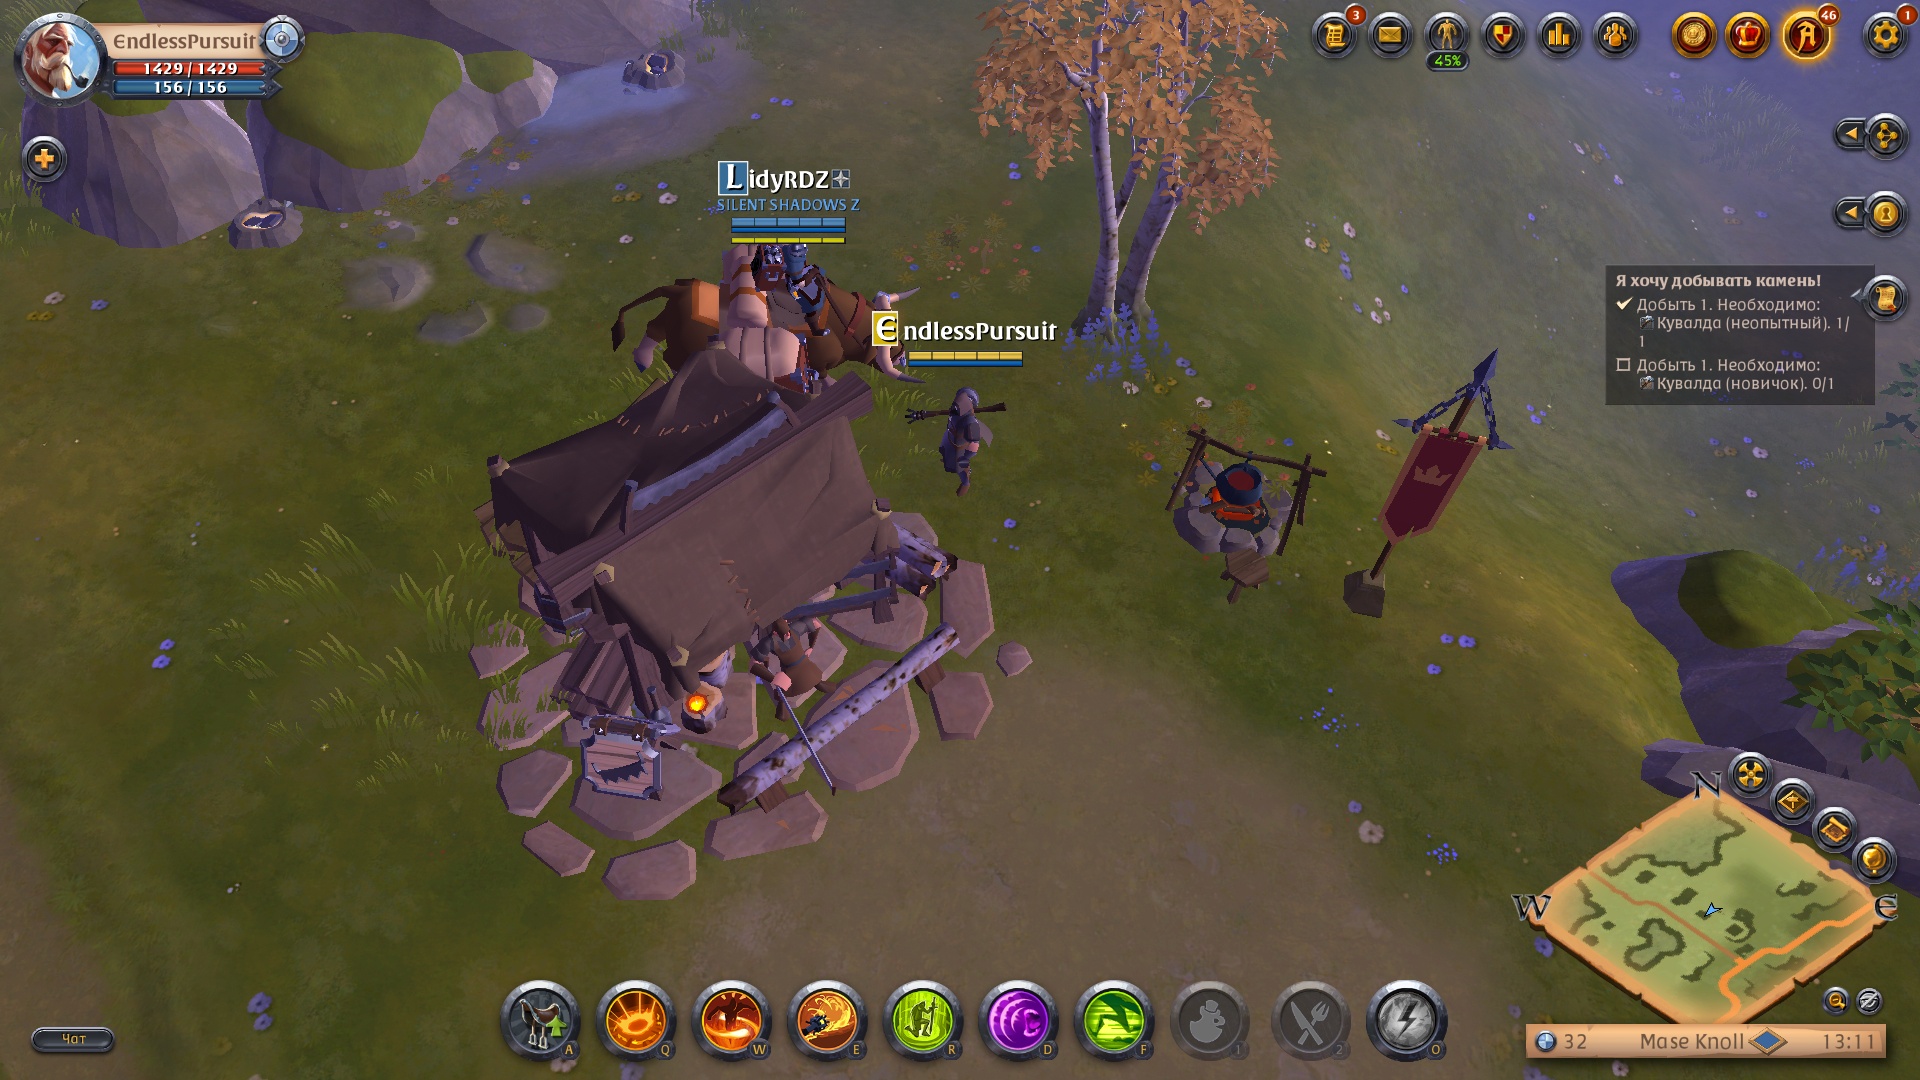 EndlessPursuit
1429 / 1429
156 / 156
3
45%
46
1
LidyRDZ
SILENT SHADOWS Z
EndlessPursuit
Я хочу добывать камень!
Добыть 1. Необходимо:
Кувалда (неопытный). 1/
1
Добыть 1. Необходимо:
Кувалда (новичок). 0/1
N
W
E
Чат
A
Q
W
E
R
D
F
1
2
O
32
Mase Knoll
13:11